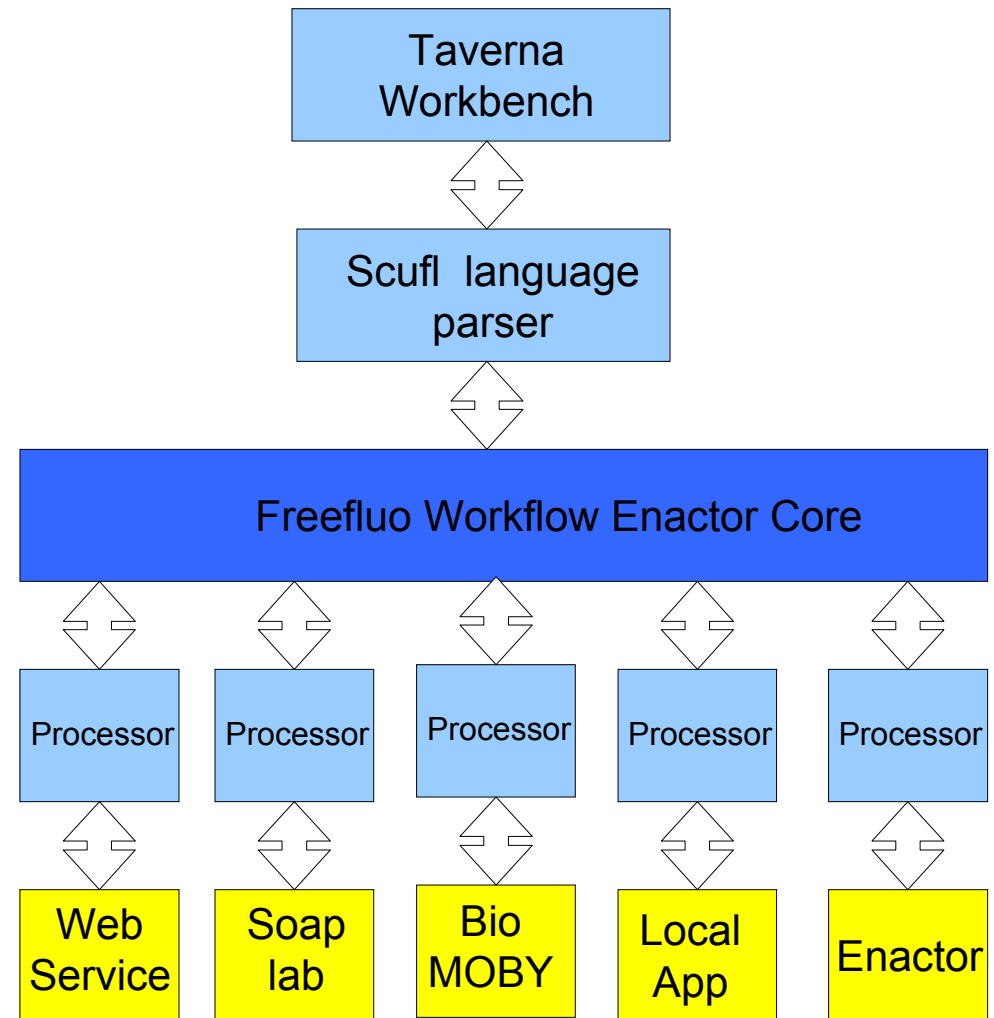 Taverna
Workbench
Scufl language
parser
Freefluo Workflow Enactor Core
Processor
Processor
Processor
Processor
Processor
Web
Service
Soap
lab
Bio
MOBY
Local
App
Enactor